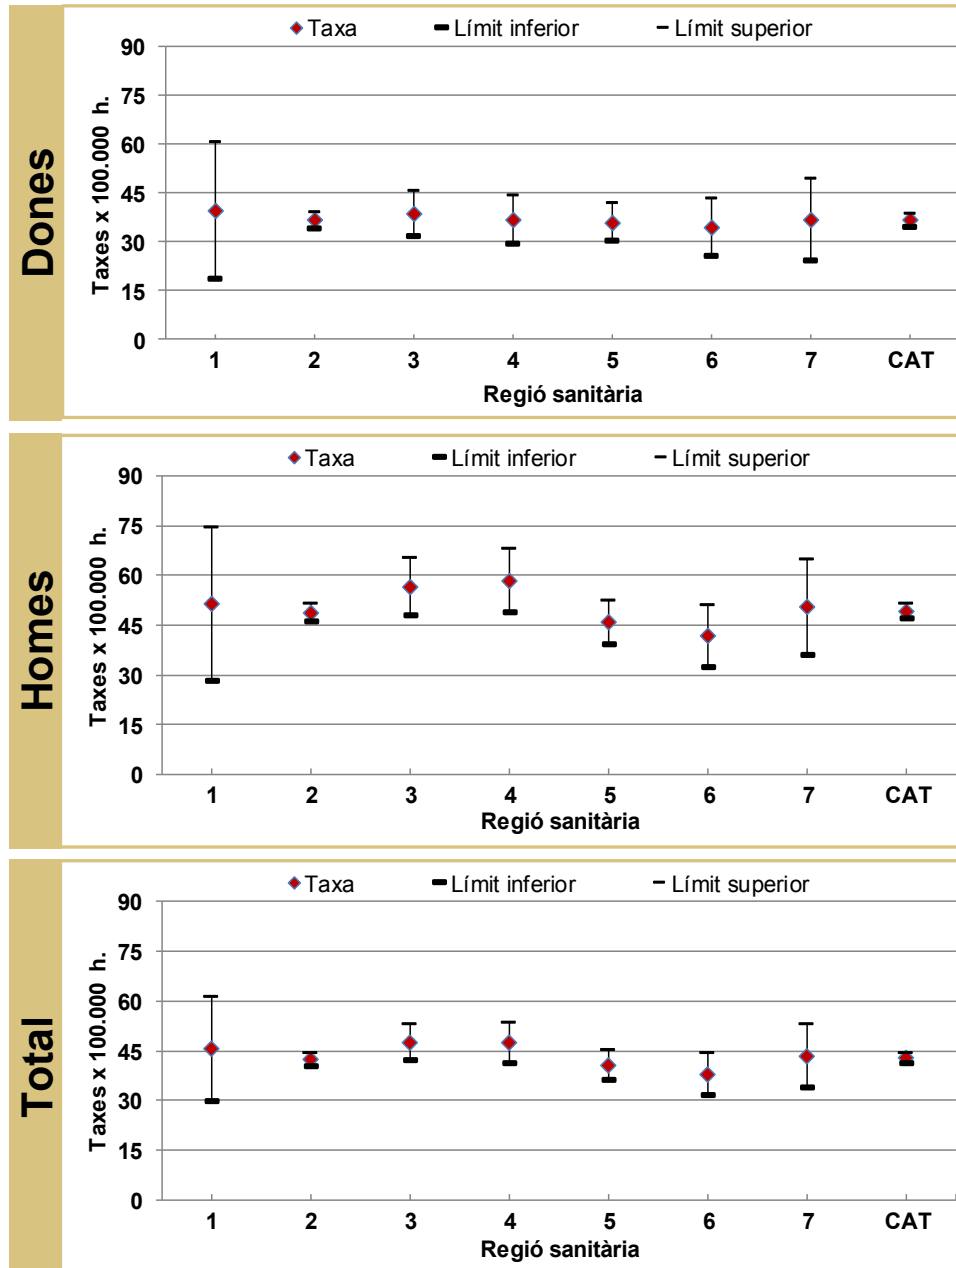 Dones
Taxa Límit inferior Límit superior
Taxes x 100.000 h.
90
75
60
45
30
15
0
1 2 3 4 5 6 7 CAT
Regió sanitària
Homes
Taxa Límit inferior Límit superior
Taxes x 100.000 h.
90
75
60
45
30
15
0
1 2 3 4 5 6 7 CAT
Regió sanitària
Total
Taxa Límit inferior Límit superior
Taxes x 100.000 h.
90
75
60
45
30
15
0
1 2 3 4 5 6 7 CAT
Regió sanitària